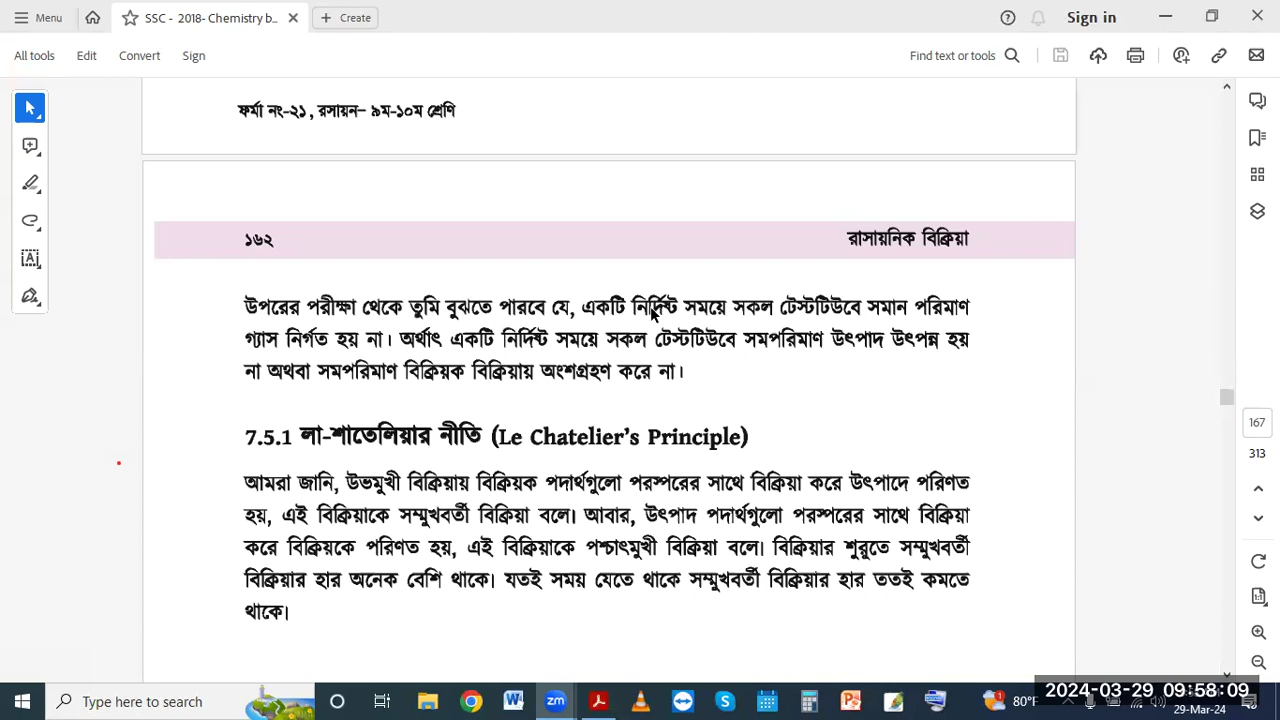 Menu
SSC - 2018- Chemistry b...
Create
Sign in
All tools
Edit
Convert
Sign
Find text or tools
ফর্মা নং-২১, রসায়ন– ৯ম-১০ম শ্রেণি
১৬২
রাসায়নিক বিক্রিয়া
উপরের পরীক্ষা থেকে তুমি বুঝতে পারবে যে, একটি নির্দিষ্ট সময়ে সকল টেস্টটিউবে সমান পরিমাণ
গ্যাস নির্গত হয় না। অর্থাৎ একটি নির্দিষ্ট সময়ে সকল টেস্টটিউবে সমপরিমাণ উৎপাদ উৎপন্ন হয়
না অথবা সমপরিমাণ বিক্রিয়ক বিক্রিয়ায় অংশগ্রহণ করে না।
7.5.1 লা-শাতেলিয়ার নীতি (Le Chatelier's Principle)
আমরা জানি, উভমুখী বিক্রিয়ায় বিক্রিয়ক পদার্থগুলো পরস্পরের সাথে বিক্রিয়া করে উৎপাদে পরিণত
হয়, এই বিক্রিয়াকে সম্মুখবর্তী বিক্রিয়া বলে। আবার, উৎপাদ পদার্থগুলো পরস্পরের সাথে বিক্রিয়া
করে বিক্রিয়কে পরিণত হয়, এই বিক্রিয়াকে পশ্চাৎমুখী বিক্রিয়া বলে। বিক্রিয়ার শুরুতে সম্মুখবর্তী
বিক্রিয়ার হার অনেক বেশি থাকে। যতই সময় যেতে থাকে সম্মুখবর্তী বিক্রিয়ার হার ততই কমতে
থাকে।
167
313
1:1
Type here to search
zm
1
80°F
2024-03-29 09:58:09
29-Mar-24